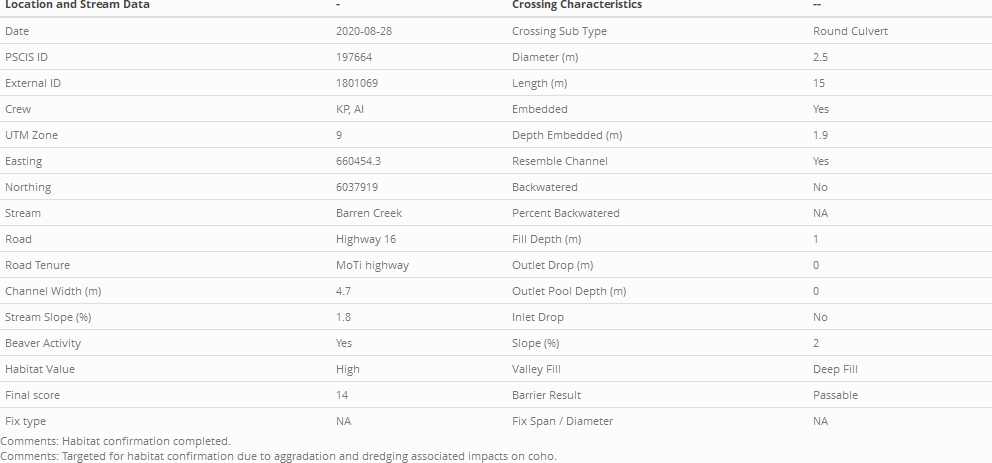 Location and Stream Data - Crossing Characteristics --
Date 2020-08-28 Crossing Sub Type Round Culvert
PSCIS ID 197664 Diameter (m) 2.5
External ID 1801069 Length (m) 15
Crew KP, AI Embedded Yes
UTM Zone 9 Depth Embedded (m) 1.9
Easting 660454.3 Resemble Channel Yes
Northing 6037919 Backwatered No
Stream Barren Creek Percent Backwatered NA
Road Highway 16 Fill Depth (m) 1
Road Tenure MoTi highway Outlet Drop (m) 0
Channel Width (m) 4.7 Outlet Pool Depth (m) 0
Stream Slope (%) 1.8 Inlet Drop No
Beaver Activity Yes Slope (%) 2
Habitat Value High Valley Fill Deep Fill
Final score 14 Barrier Result Passable
Fix type NA Fix Span / Diameter NA
Comments: Habitat confirmation completed.
Comments: Targeted for habitat confirmation due to aggradation and dredging associated impacts on coho.